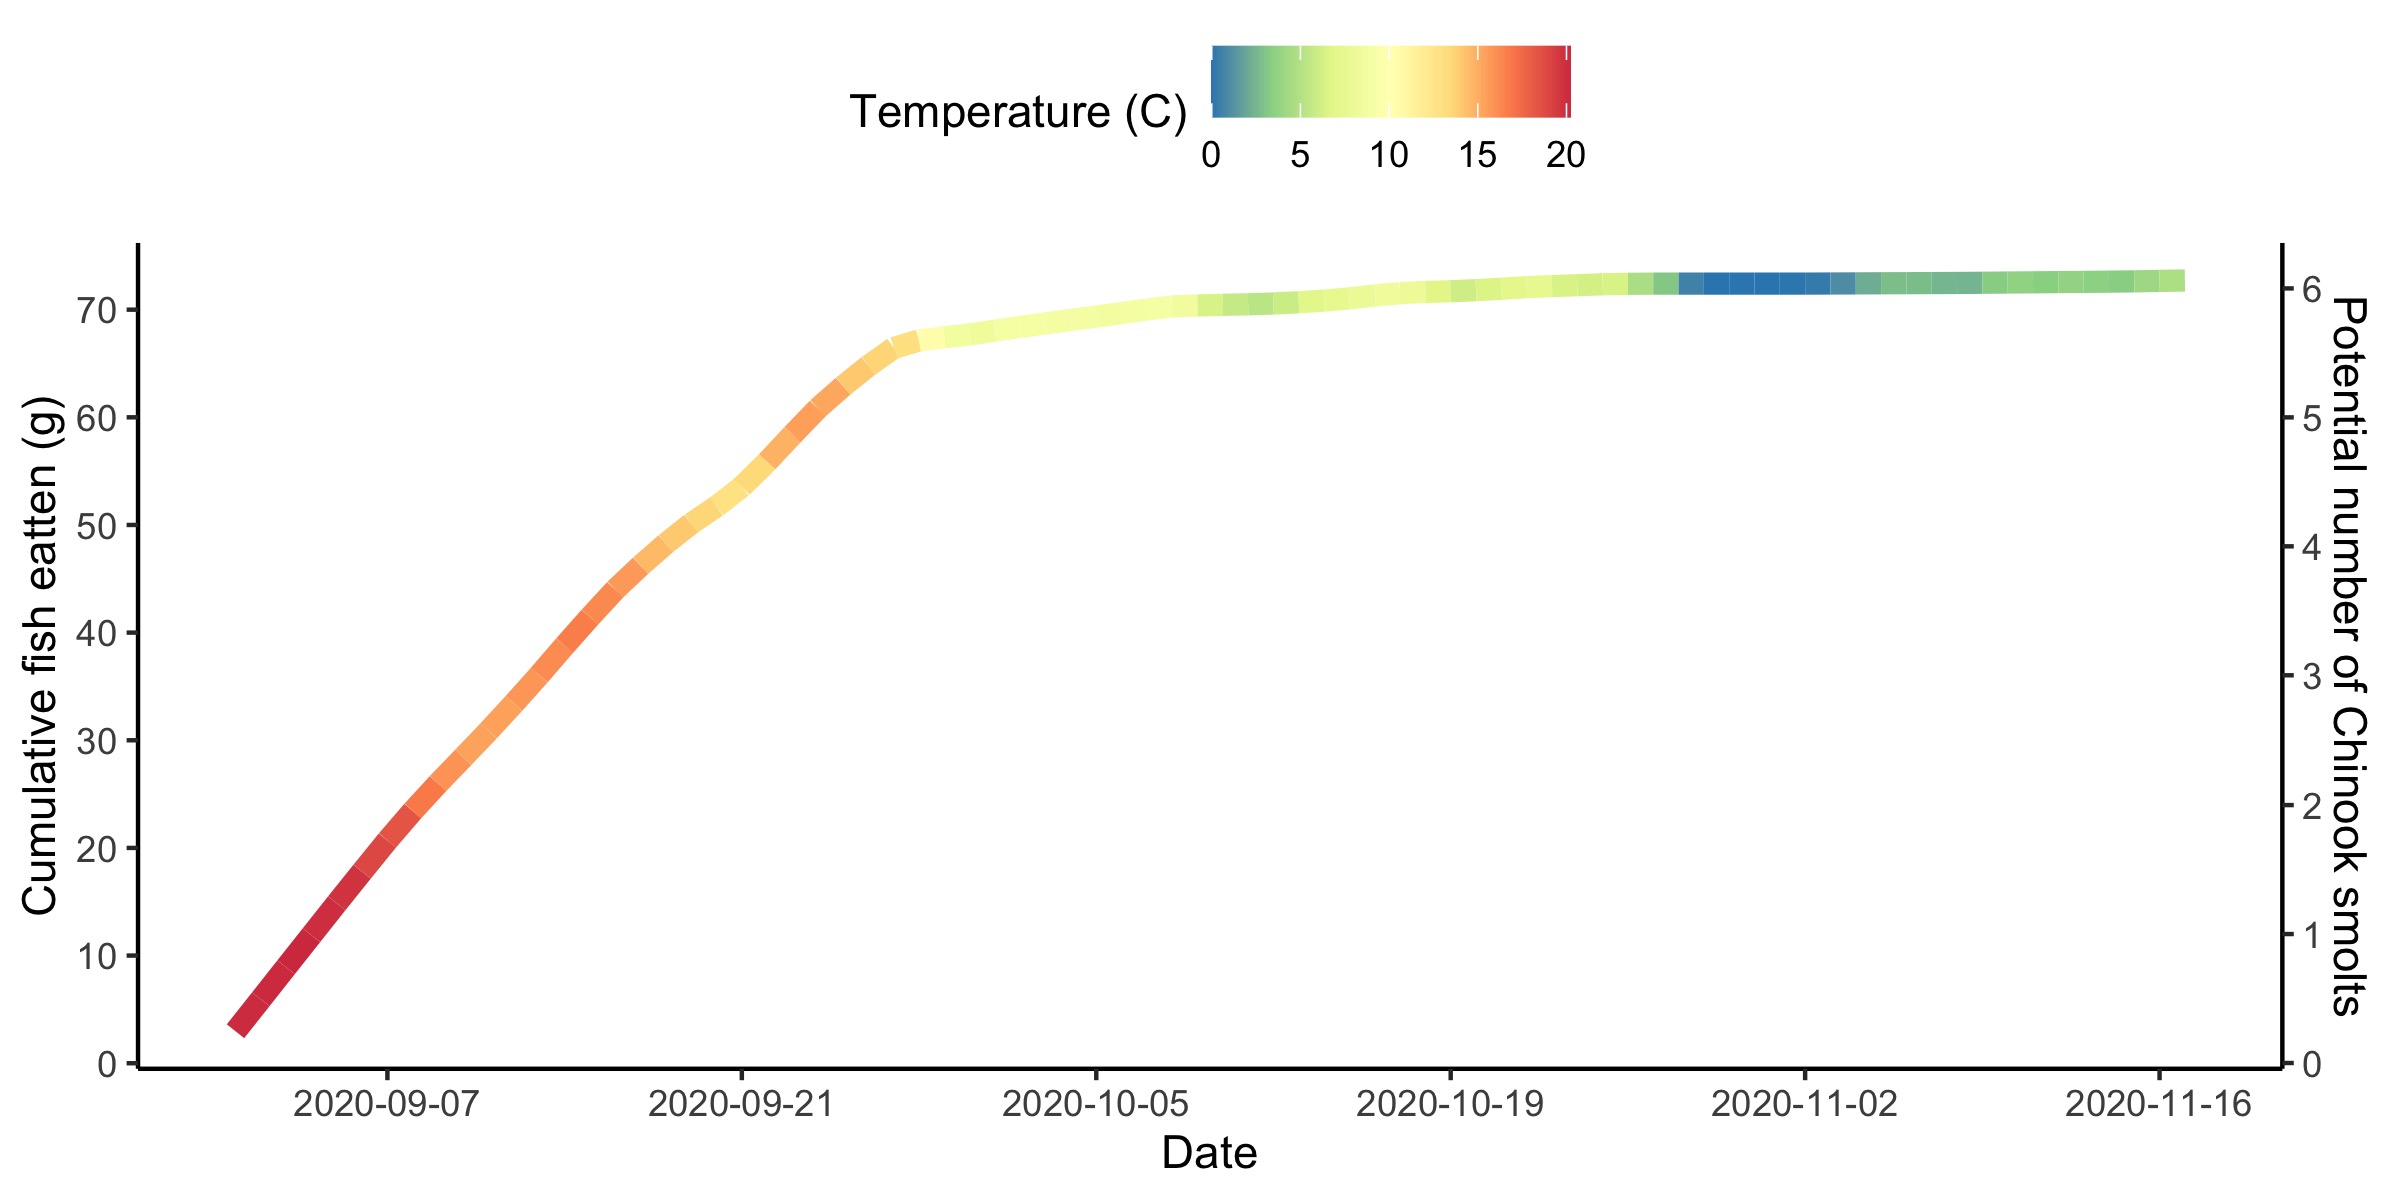 Temperature (C)
0 5 10 15 20
Cumulative fish eatten (g)
70
60
50
40
30
20
10
0
6
5
4
3
2
1
0
Potential number of Chinook smolts
2020-09-07 2020-09-21 2020-10-05 2020-10-19 2020-11-02 2020-11-16
Date